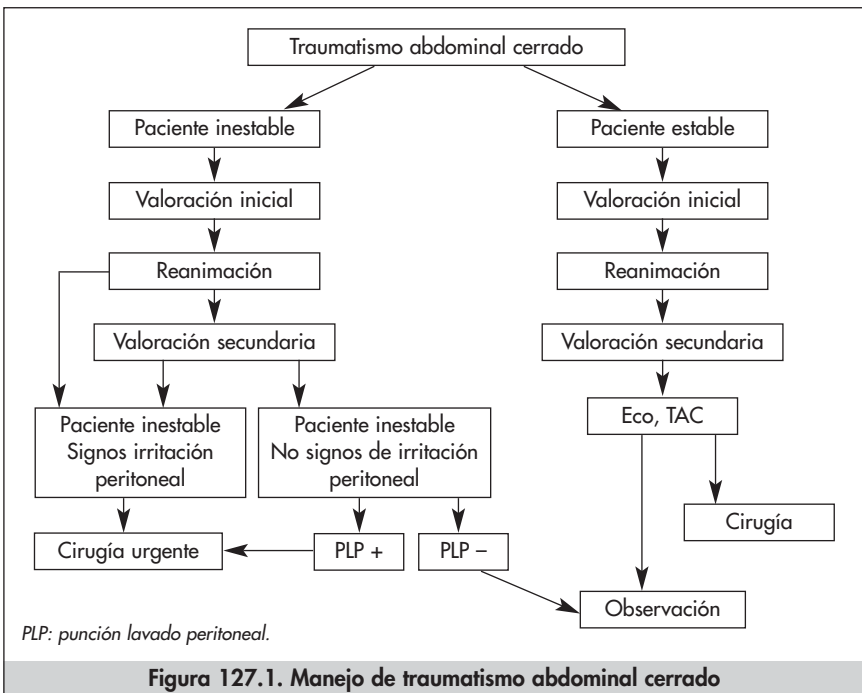 Traumatismo abdominal cerrado
Paciente inestable
Paciente estable
Valoración inicial
Valoración inicial
Reanimación
Reanimación
Valoración secundaria
Valoración secundaria
Paciente inestable
Signos irritación
peritoneal
Paciente inestable
No signos de irritación
peritoneal
Eco, TAC
Cirugía
Cirugía urgente
PLP +
PLP –
Observación
PLP: punción lavado peritoneal.
Figura 127.1. Manejo de traumatismo abdominal cerrado